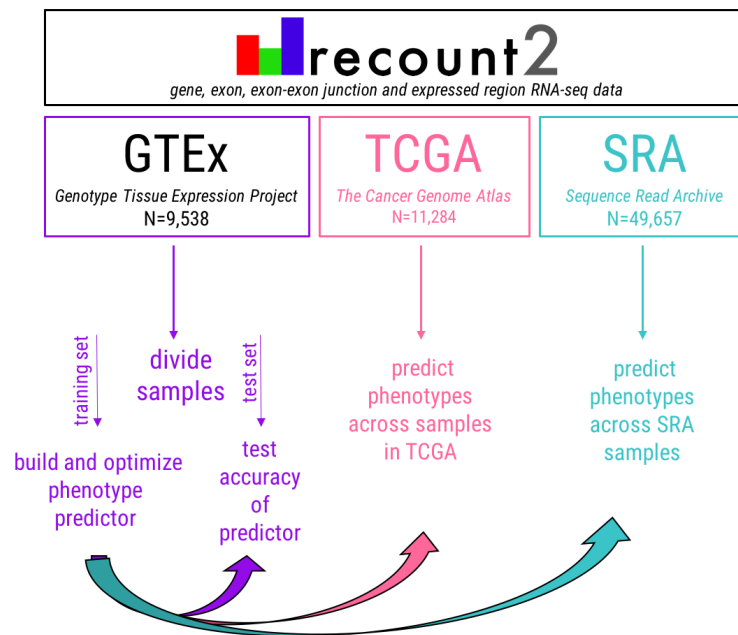 recount2
gene, exon, exon-exon junction and expressed region RNA-seq data
GTEx
Genotype Tissue Expression Project
N=9,538
TCGA
The Cancer Genome Atlas
N=11,284
SRA
Sequence Read Archive
N=49,657
training set
divide
samples
test set
build and optimize
phenotype
predictor
test
accuracy
of
predictor
predict
phenotypes
across samples
in TCGA
predict
phenotypes
across SRA
samples